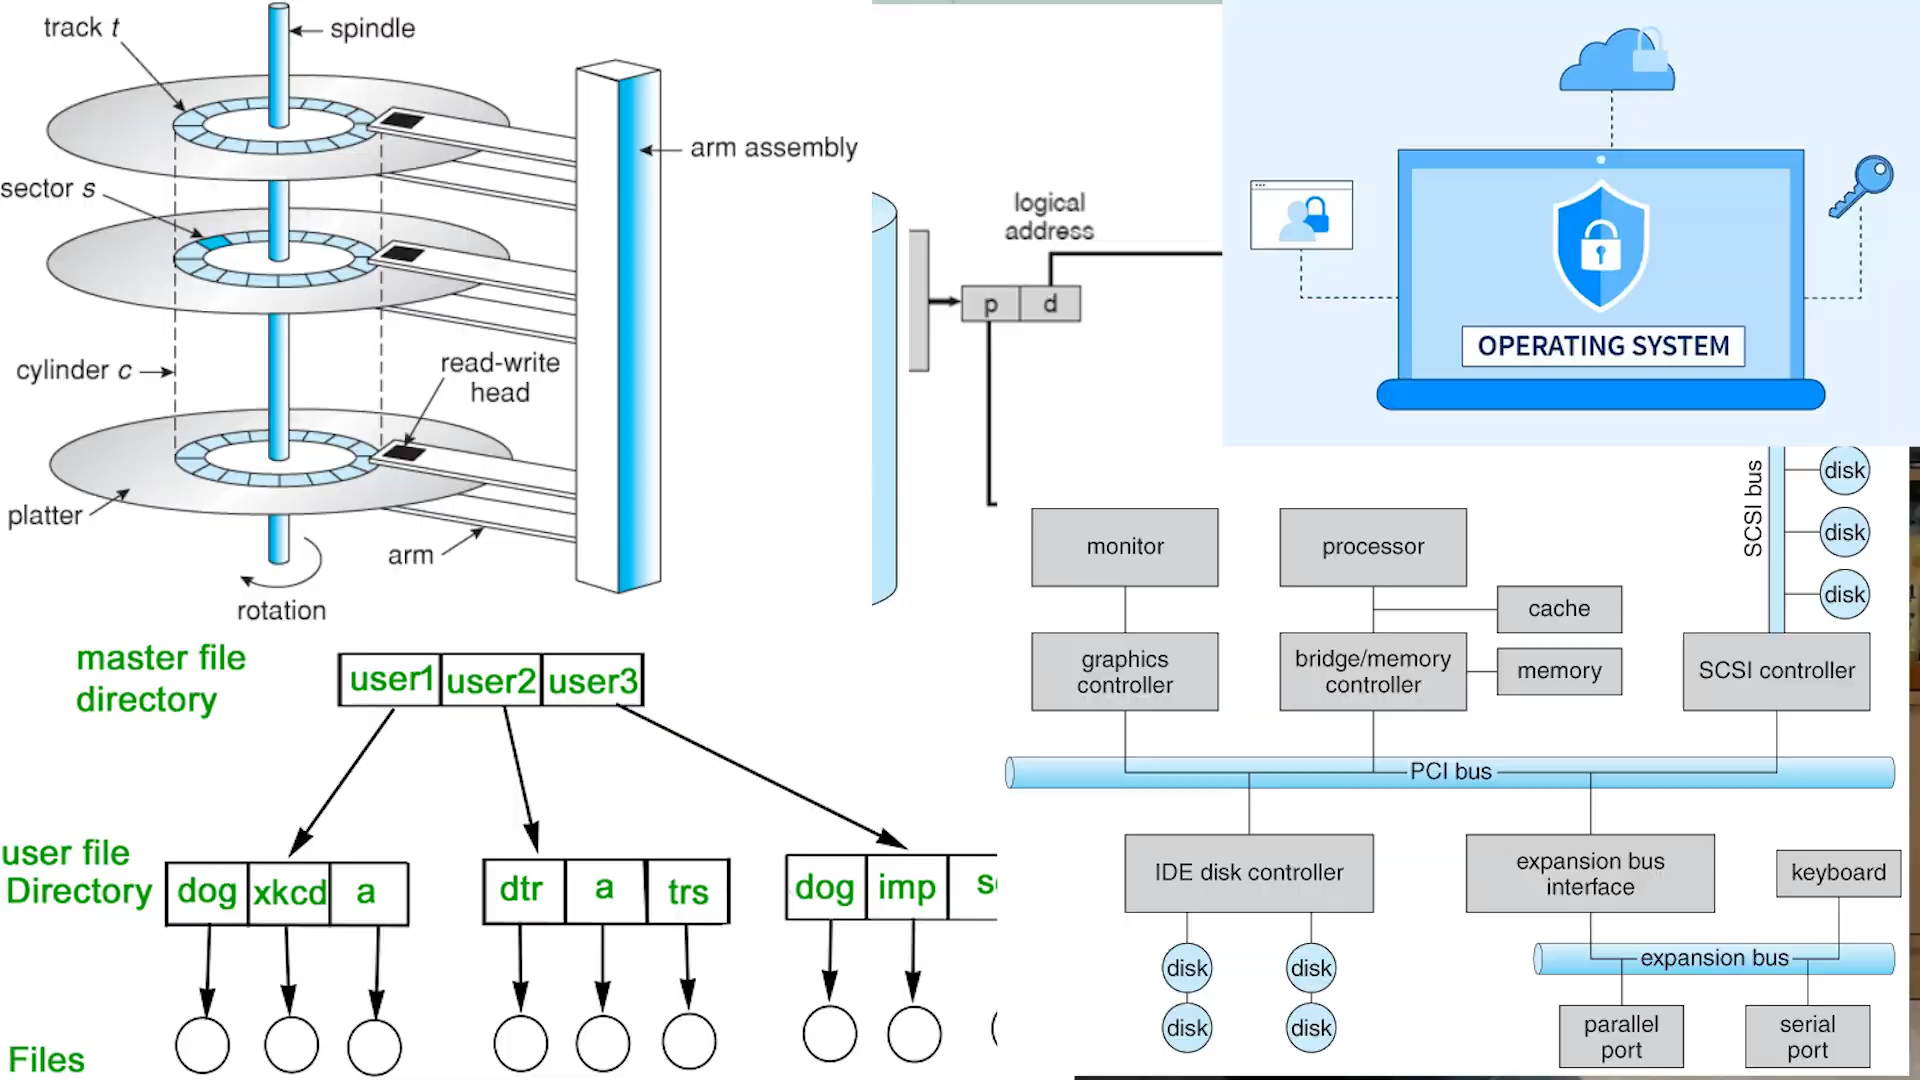 track t
spindle
arm assembly
sector s
cylinder c
read-write
head
platter
arm
rotation
logical
address
p d
OPERATING SYSTEM
SCSI bus
disk
disk
disk
monitor
processor
cache
graphics
controller
bridge/memory
controller
memory
SCSI controller
PCI bus
IDE disk controller
expansion bus
interface
keyboard
disk disk
disk disk
expansion bus
parallel
port
serial
port
master file
directory
user1 user2 user3
user file
Directory
dog xkcd a
dtr a trs
dog imp
Files